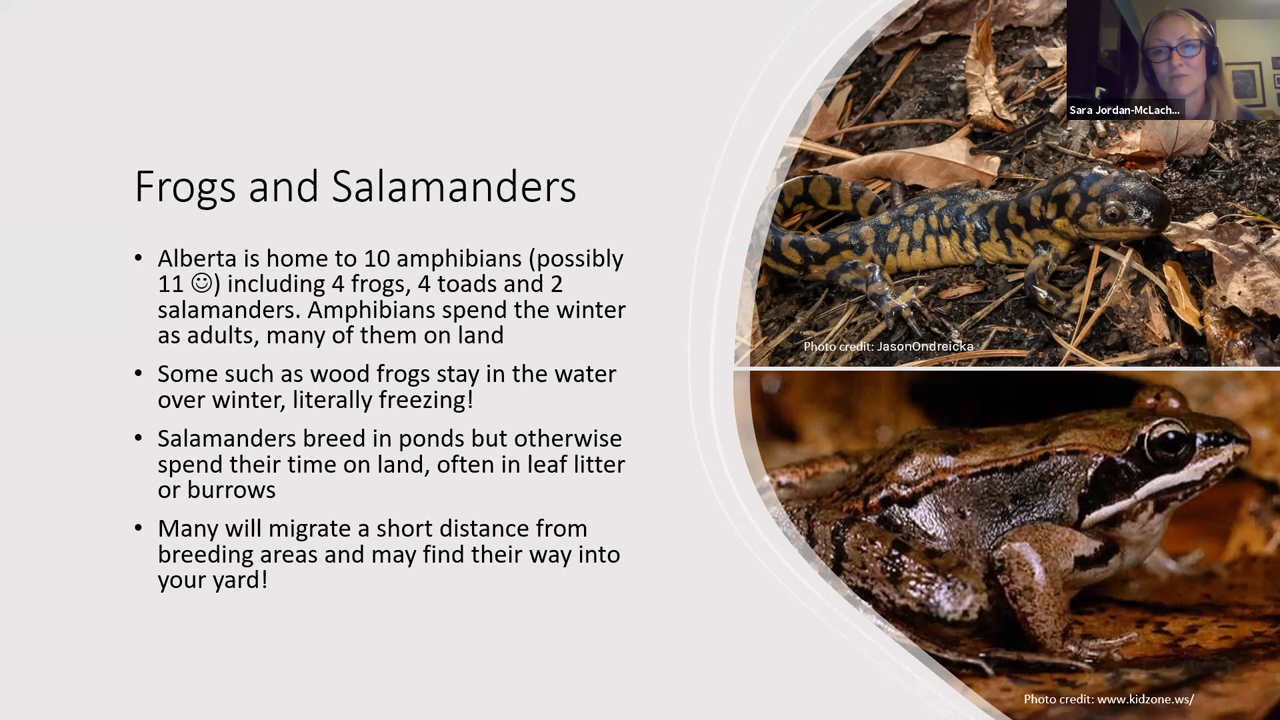 Sara Jordan-McLach...
Frogs and Salamanders
• Alberta is home to 10 amphibians (possibly
11 ☺) including 4 frogs, 4 toads and 2
salamanders. Amphibians spend the winter
as adults, many of them on land
• Some such as wood frogs stay in the water
over winter, literally freezing!
• Salamanders breed in ponds but otherwise
spend their time on land, often in leaf litter
or burrows
• Many will migrate a short distance from
breeding areas and may find their way into
your yard!
Photo credit: JasonOndreicka
Photo credit: www.kidzone.ws/